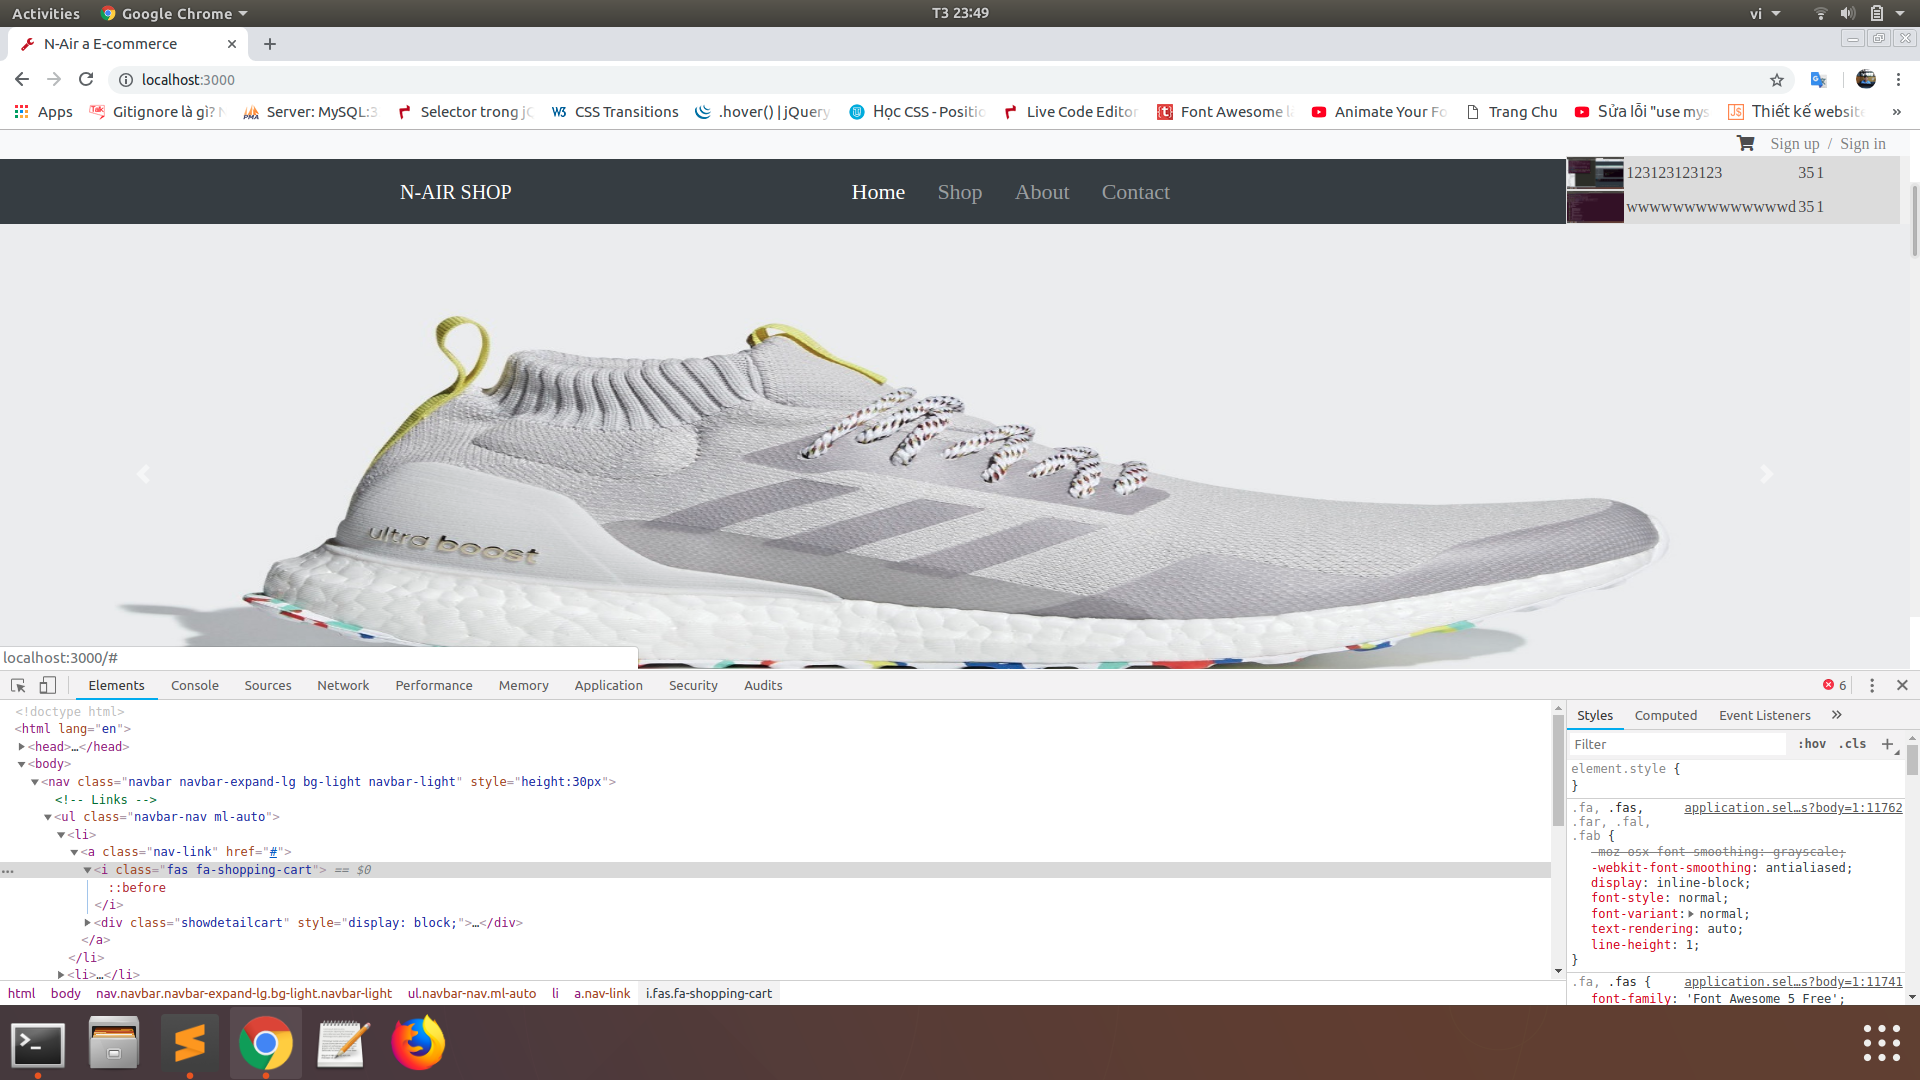 Activities Google Chrome T3 23:49 vi
N-Air a E-commerce
localhost:3000
Apps Gitignore là gì? Server: MySQL:3 Selector trong jC CSS Transitions .hover() | jQuery Học CSS - Positio Live Code Editor Font Awesome Animate Your Fo Trang Chu Sửa lỗi "use mys Thiết kế website »
Sign up / Sign in
N-AIR SHOP Home Shop About Contact
123123123123 35 1
wwwwwwwwwwwwwwd 35 1
ultra boost
localhost:3000/#
Elements Console Sources Network Performance Memory Application Security Audits 6
<!doctype html>
<html lang="en">
<head>…</head>
<body>
<nav class="navbar navbar-expand-lg bg-light navbar-light" style="height:30px">
<!-- Links -->
<ul class="navbar-nav ml-auto">
<li>
<a class="nav-link" href="#">
<i class="fas fa-shopping-cart"> == $0
::before
</i>
<div class="showdetailcart" style="display: block;">…</div>
</a>
</li>
<li>…</li>
html body nav.navbar.navbar-expand-lg.bg-light.navbar-light ul.navbar-nav.ml-auto li a.nav-link i.fas.fa-shopping-cart
Styles Computed Event Listeners »
Filter :hov .cls +
element.style {
}
.fa, .fas, application.sel…s?body=1:11762
.far, .fal,
.fab {
-moz-osx-font-smoothing: grayscale;
-webkit-font-smoothing: antialiased;
display: inline-block;
font-style: normal;
font-variant: normal;
text-rendering: auto;
line-height: 1;
}
.fa, .fas { application.sel…s?body=1:11741
font-family: 'Font Awesome 5 Free';